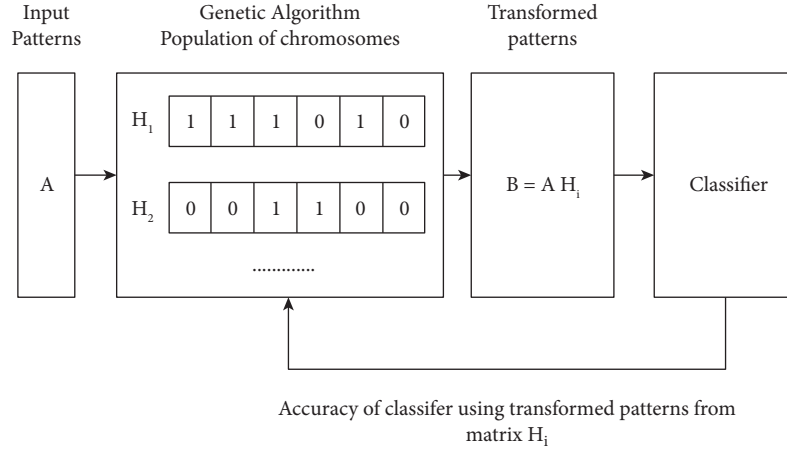 Input
Patterns
Genetic Algorithm
Population of chromosomes
Transformed
patterns
A
H₁ 1 1 1 0 1 0
H₂ 0 0 1 1 0 0
.............
B = A Hᵢ
Classifier
Accuracy of classifer using transformed patterns from
matrix Hᵢ